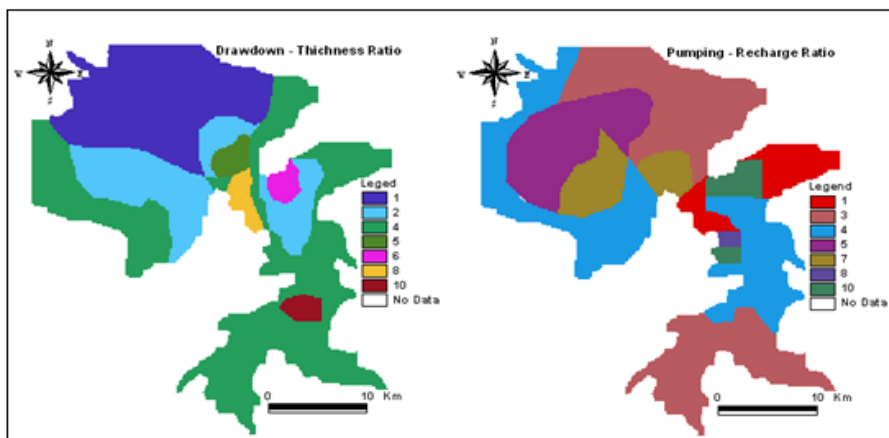 Drawdown - Thichness Ratio
N
W
E
S
Leged
1
2
4
5
6
8
10
No Data
0 10 Km
Pumping - Recharge Ratio
N
W
E
S
Legend
1
3
4
5
7
8
10
No Data
0 10 Km